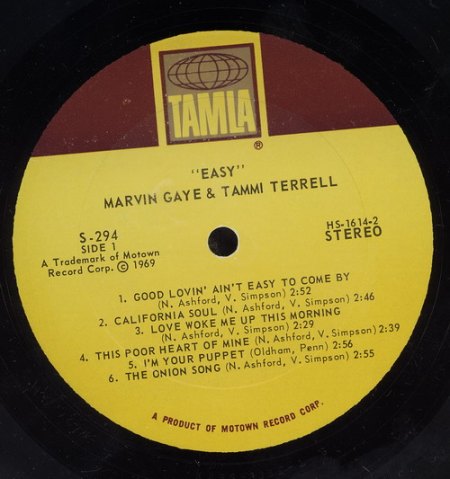 TAMLA
®
"EASY"
MARVIN GAYE & TAMMI TERRELL
S-294
SIDE 1
A Trademark of Motown
Record Corp. © 1969
HS-1614-2
STEREO
1. GOOD LOVIN' AIN'T EASY TO COME BY
(N. Ashford, V. Simpson) 2:52
2. CALIFORNIA SOUL (N. Ashford, V. Simpson) 2:46
3. LOVE WOKE ME UP THIS MORNING
(N. Ashford, V. Simpson) 2:29
4. THIS POOR HEART OF MINE (N. Ashford, V. Simpson) 2:39
5. I'M YOUR PUPPET (Oldham, Penn) 2:56
6. THE ONION SONG (N. Ashford, V. Simpson) 2:55
A PRODUCT OF MOTOWN RECORD CORP.